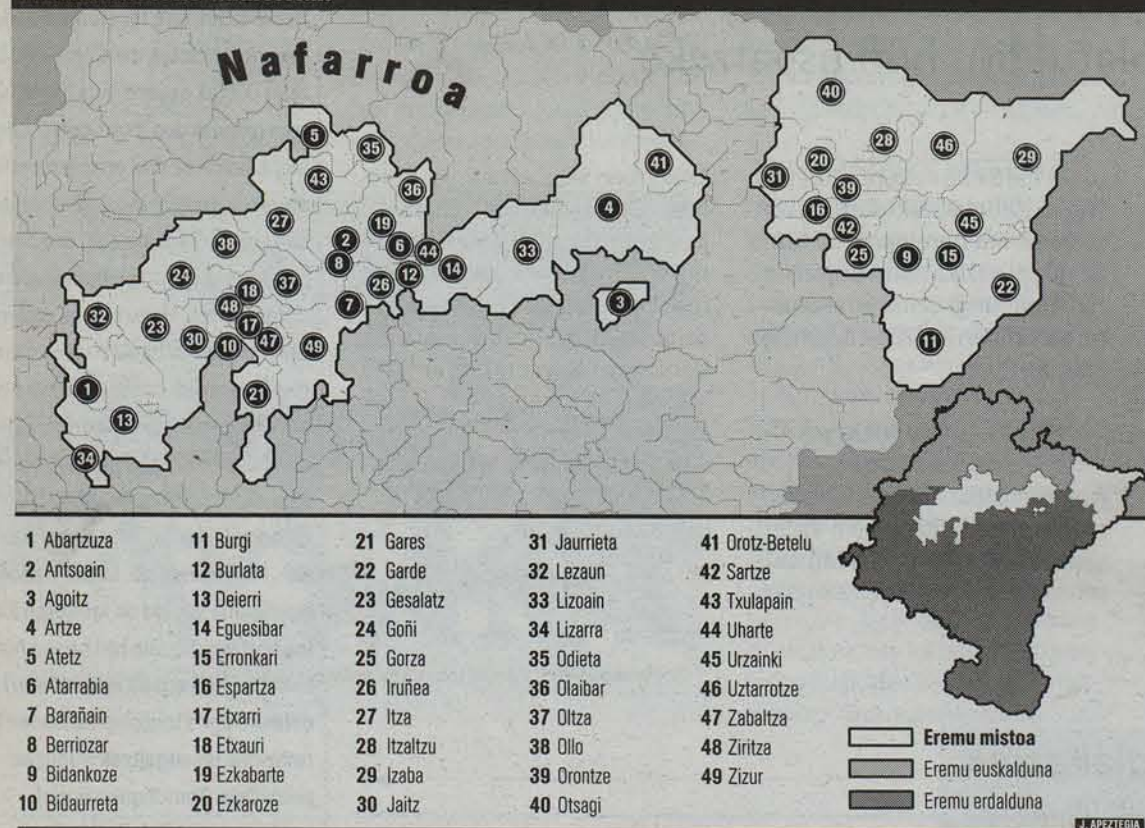 Nafarroa
1 Abartzuza
2 Antsoain
3 Agoitz
4 Artze
5 Atetz
6 Atarrabia
7 Barañain
8 Berriozar
9 Bidankoze
10 Bidaurreta
11 Burgi
12 Burlata
13 Deierri
14 Eguesibar
15 Erronkari
16 Espartza
17 Etxarri
18 Etxauri
19 Ezkabarte
20 Ezkaroze
21 Gares
22 Garde
23 Gesalatz
24 Goñi
25 Gorza
26 Iruñea
27 Itza
28 Itzaltzu
29 Izaba
30 Jaitz
31 Jaurrieta
32 Lezaun
33 Lizoain
34 Lizarra
35 Odieta
36 Olaibar
37 Oltza
38 Ollo
39 Orontze
40 Otsagi
41 Orotz-Betelu
42 Sartze
43 Txulapain
44 Uharte
45 Urzainki
46 Uztarrotze
47 Zabaltza
48 Ziritza
49 Zizur
Eremu mistoa
Eremu euskalduna
Eremu erdalduna
J. APEZTEGIA